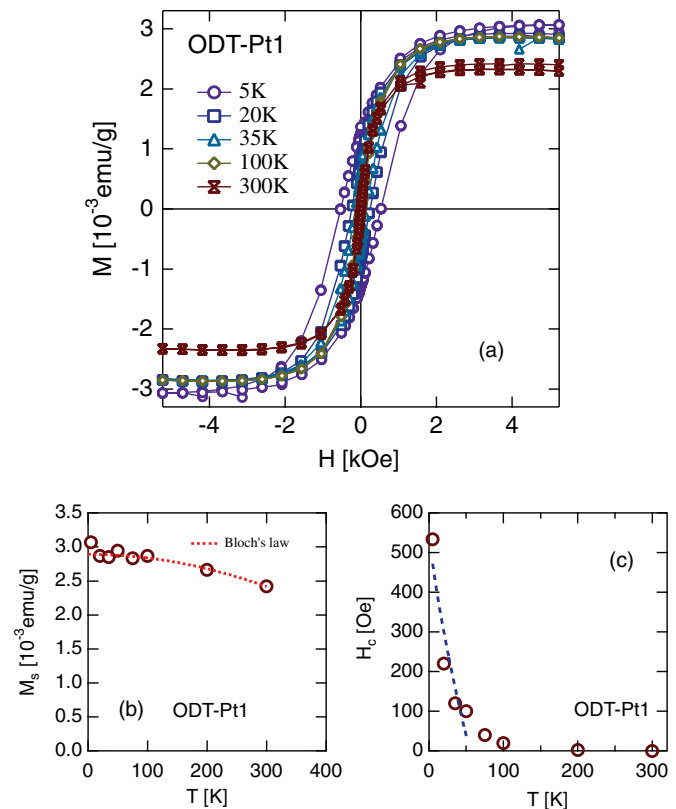 ODT-Pt1
5K
20K
35K
100K
300K
3
2
1
0
-1
-2
-3
M [10⁻³emu/g]
(a)
-4 -2 0 2 4
H [kOe]
3.5
3.0
2.5
2.0
1.5
1.0
0.5
0.0
Mₛ [10⁻³emu/g]
Bloch's law
(b) ODT-Pt1
0 100 200 300 400
T [K]
600
500
400
300
200
100
0
H_c [Oe]
(c)
ODT-Pt1
0 100 200 300
T [K]